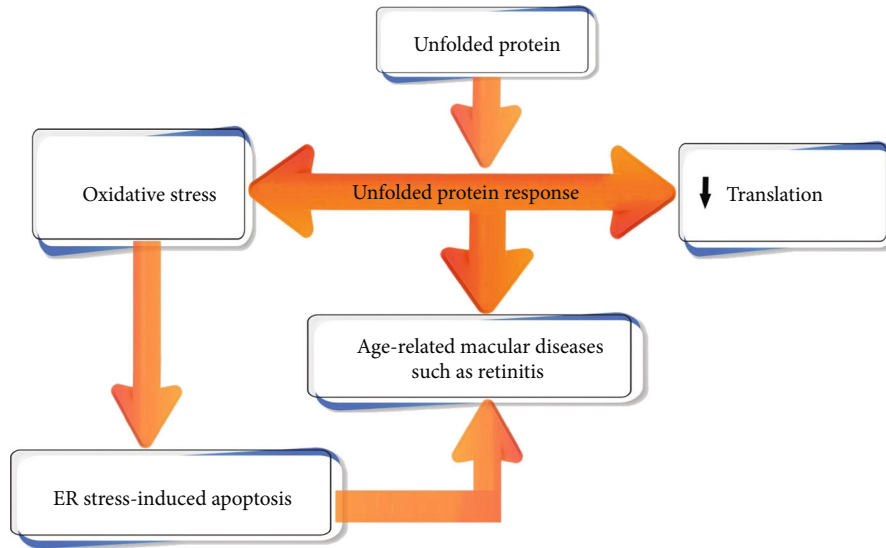 Unfolded protein
Oxidative stress
Unfolded protein response
Translation
Age-related macular diseases
such as retinitis
ER stress-induced apoptosis